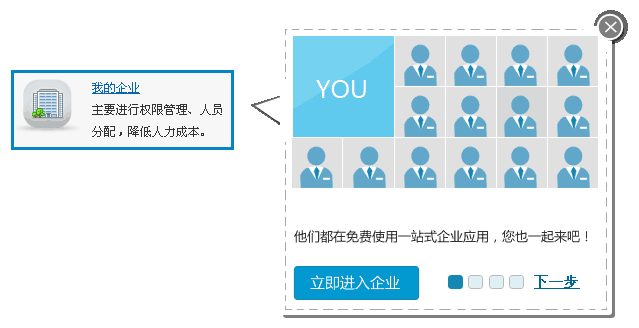 我的企业
主要进行权限管理、人员
分配，降低人力成本。
YOU
他们都在免费使用一站式企业应用，您也一起来吧！
立即进入企业
下一步